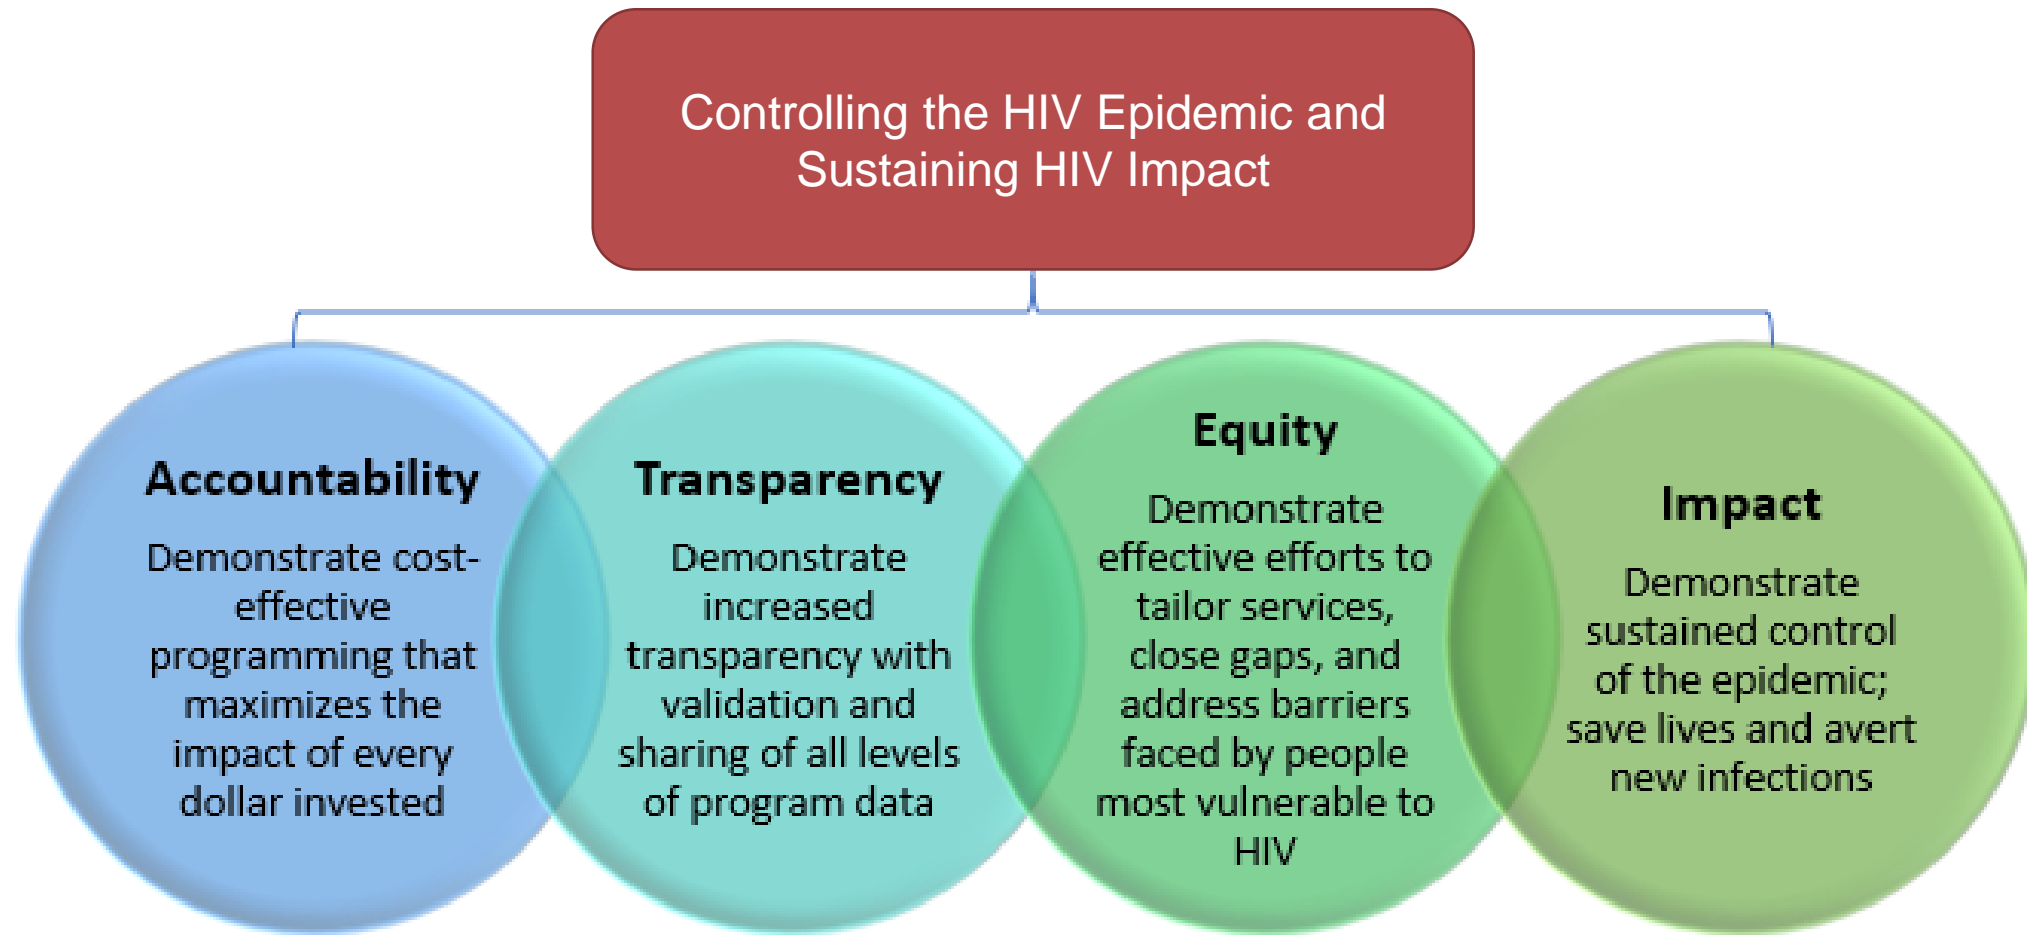 Controlling the HIV Epidemic and
Sustaining HIV Impact
Accountability
Demonstrate cost-
effective
programming that
maximizes the
impact of every
dollar invested
Transparency
Demonstrate
increased
transparency with
validation and
sharing of all levels
of program data
Equity
Demonstrate
effective efforts to
tailor services,
close gaps, and
address barriers
faced by people
most vulnerable to
HIV
Impact
Demonstrate
sustained control
of the epidemic;
save lives and avert
new infections